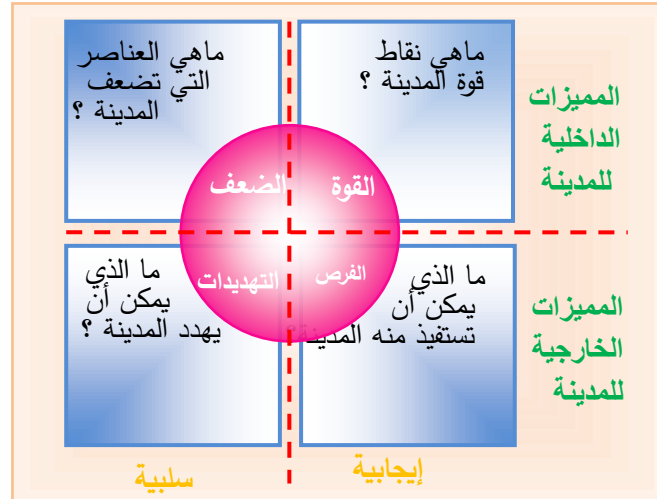 ماهي نقاط
قوة المدينة ؟
ماهي العناصر
التي تضعف
المدينة ؟
المميزات
الداخلية
للمدينة
القوة
الضعف
الفرص
التهديدات
ما الذي
يمكن أن
تستفيذ منه المدينة؟
ما الذي
يمكن أن
يهدد المدينة ؟
المميزات
الخارجية
للمدينة
إيجابية
سلبية